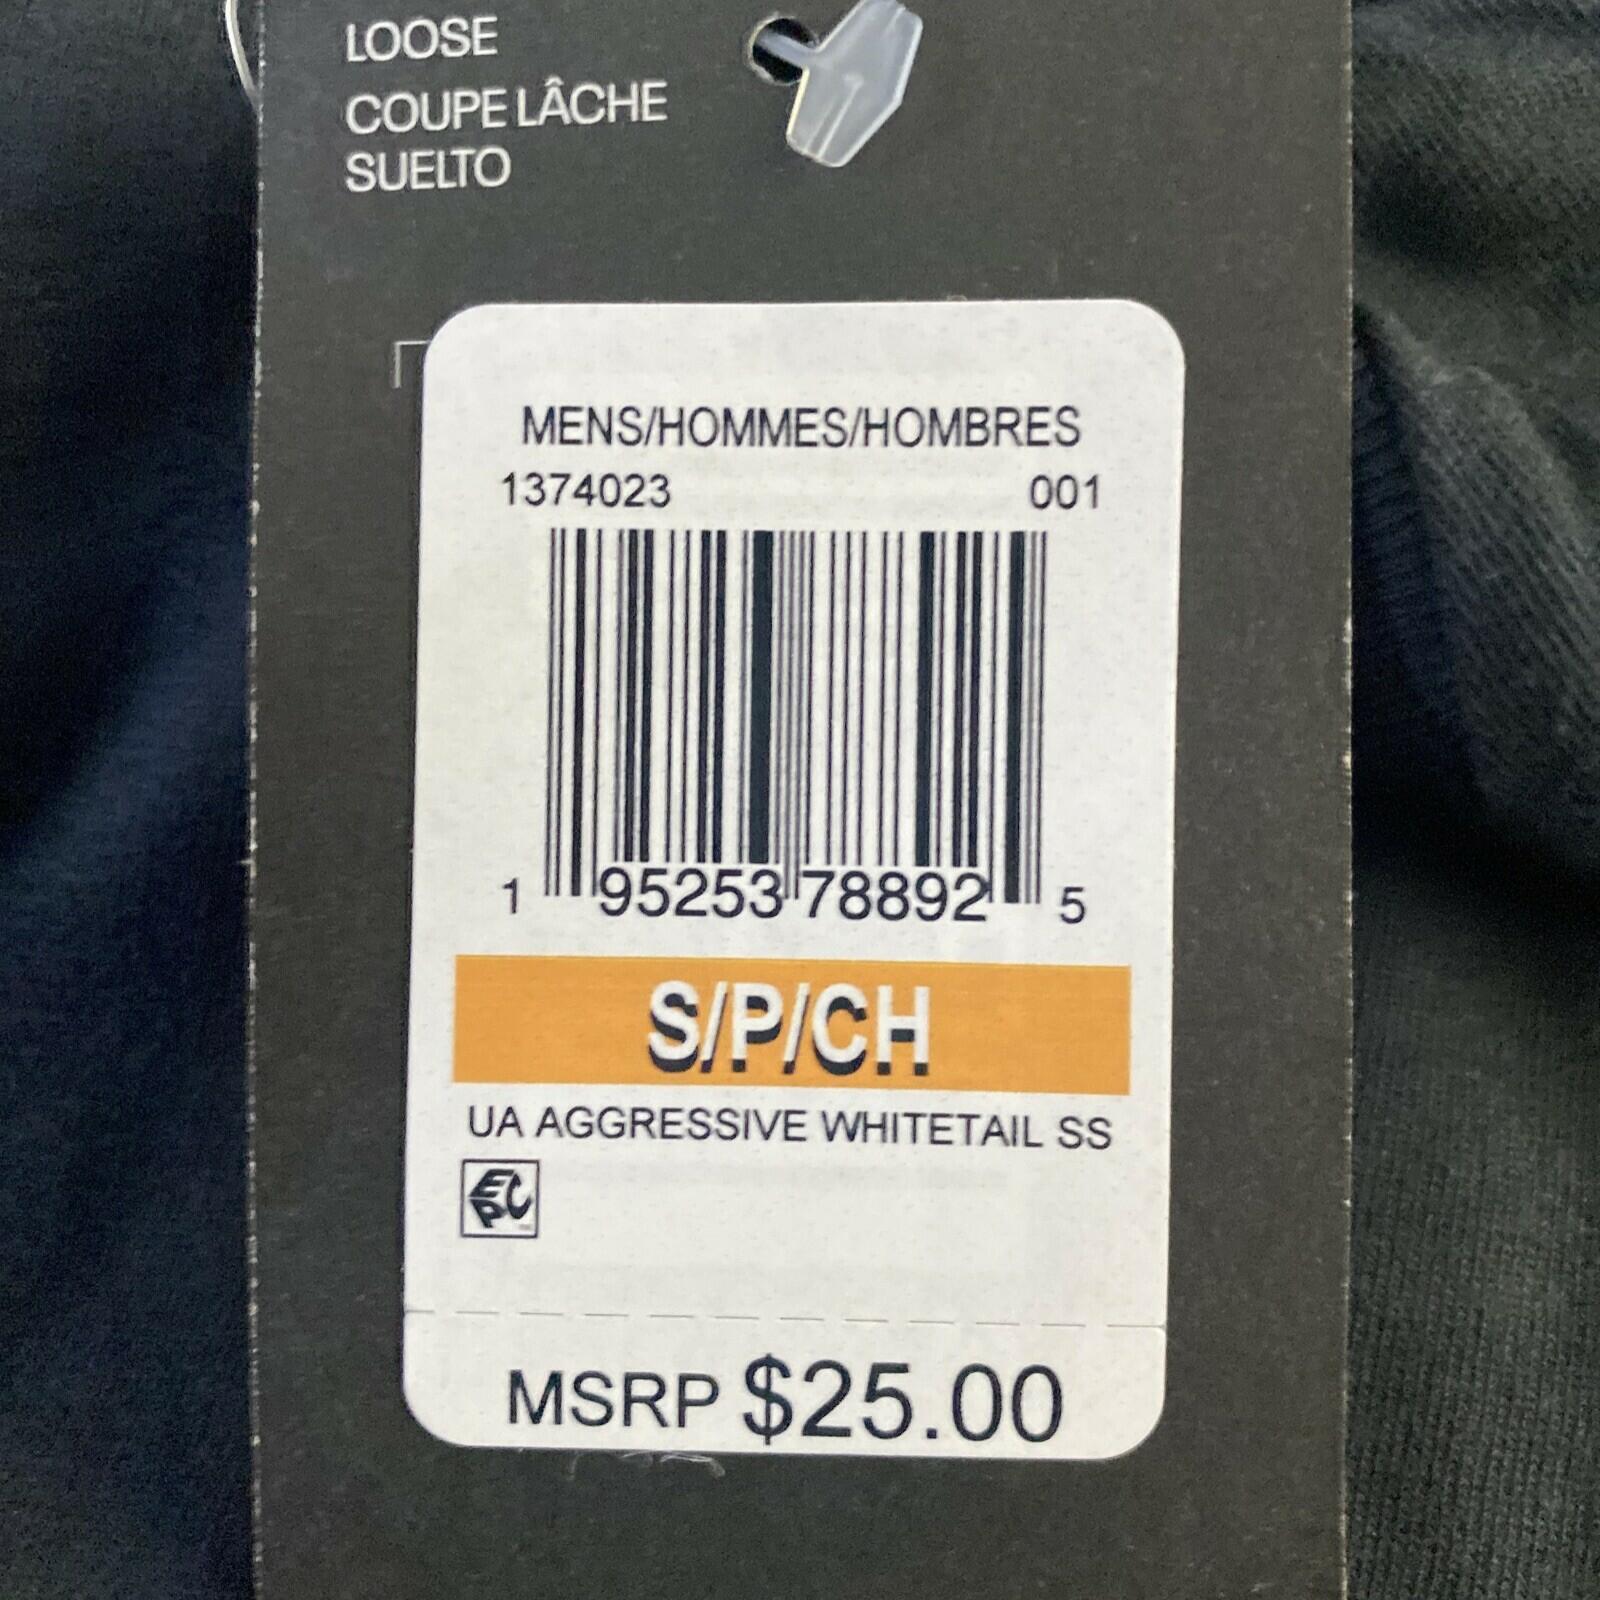 LOOSE
COUPE LÂCHE
SUELTO
MENS/HOMMES/HOMBRES
1374023 001
1 95253 78892 5
S/P/CH
UA AGGRESSIVE WHITETAIL SS
EPC
MSRP $25.00